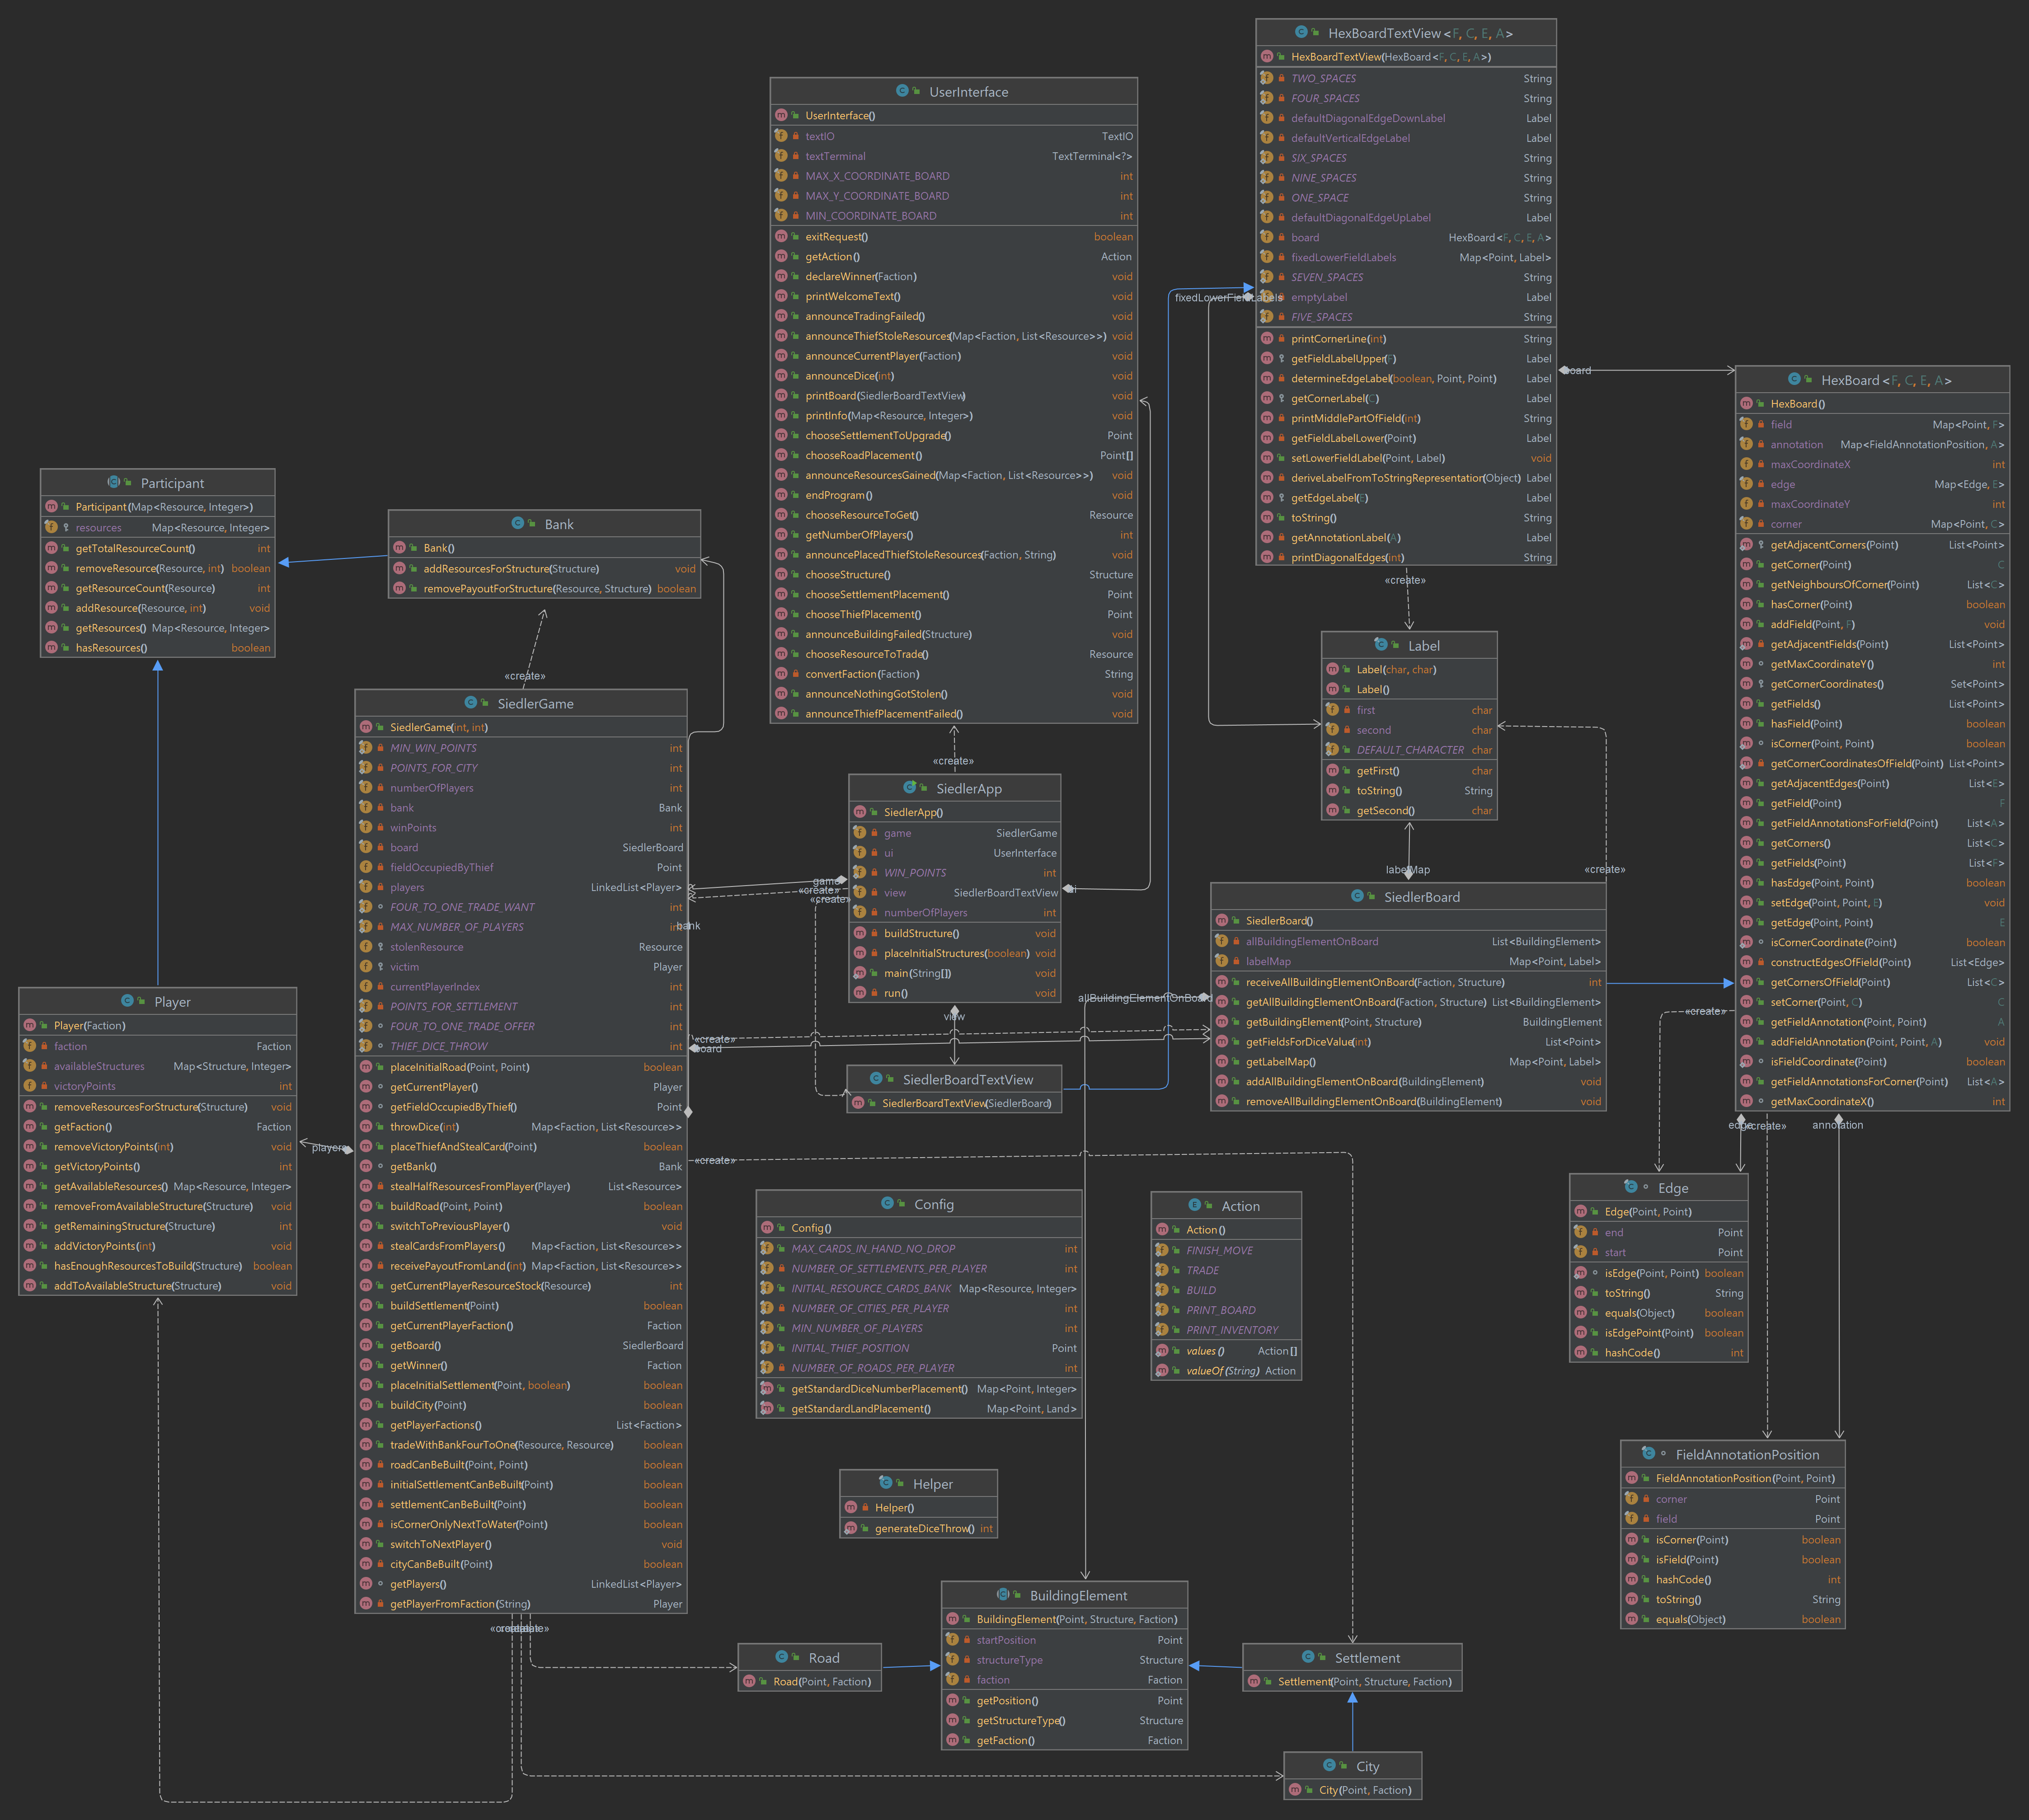 HexBoardTextView<F, C, E, A>
HexBoardTextView(HexBoard<F, C, E, A>)
TWO_SPACES String
FOUR_SPACES String
defaultDiagonalEdgeDownLabel Label
defaultVerticalEdgeLabel Label
SIX_SPACES String
NINE_SPACES String
ONE_SPACE String
defaultDiagonalEdgeUpLabel Label
board HexBoard<F, C, E, A>
fixedLowerFieldLabels Map<Point, Label>
SEVEN_SPACES String
emptyLabel Label
FIVE_SPACES String
printCornerLine(int) String
getFieldLabelUpper(F) Label
determineEdgeLabel(boolean, Point, Point) Label
getCornerLabel(C) Label
printMiddlePartOfField(int) String
getFieldLabelLower(Point) Label
setLowerFieldLabel(Point, Label) void
deriveLabelFromToStringRepresentation(Object) Label
getEdgeLabel(E) Label
toString() String
getAnnotationLabel(A) Label
printDiagonalEdges(int) String
UserInterface
UserInterface()
textIO TextIO
textTerminal TextTerminal<?>
MAX_X_COORDINATE_BOARD int
MAX_Y_COORDINATE_BOARD int
MIN_COORDINATE_BOARD int
exitRequest() boolean
getAction() Action
declareWinner(Faction) void
printWelcomeText() void
announceTradingFailed() void
announceThiefStoleResources(Map<Faction, List<Resource>>) void
announceCurrentPlayer(Faction) void
announceDice(int) void
printBoard(SiedlerBoardTextView) void
printInfo(Map<Resource, Integer>) void
chooseSettlementToUpgrade() Point
chooseRoadPlacement() Point[]
announceResourcesGained(Map<Faction, List<Resource>>) void
endProgram() void
chooseResourceToGet() Resource
getNumberOfPlayers() int
announcePlacedThiefStoleResources(Faction, String) void
chooseStructure() Structure
chooseSettlementPlacement() Point
chooseThiefPlacement() Point
announceBuildingFailed(Structure) void
chooseResourceToTrade() Resource
convertFaction(Faction) String
announceNothingGotStolen() void
announceThiefPlacementFailed() void
fixedLowerFieldLabels
board
HexBoard<F, C, E, A>
HexBoard()
field Map<Point, F>
annotation Map<FieldAnnotationPosition, A>
maxCoordinateX int
edge Map<Edge, E>
maxCoordinateY int
corner Map<Point, C>
getAdjacentCorners(Point) List<Point>
getCorner(Point) C
getNeighboursOfCorner(Point) List<C>
hasCorner(Point) boolean
addField(Point, F) void
getAdjacentFields(Point) List<Point>
getMaxCoordinateY() int
getCornerCoordinates() Set<Point>
getFields() List<Point>
hasField(Point) boolean
isCorner(Point, Point) boolean
getCornerCoordinatesOfField(Point) List<Point>
getAdjacentEdges(Point) List<E>
getField(Point) F
getFieldAnnotationsForField(Point) List<A>
getCorners() List<C>
getFields(Point) List<F>
hasEdge(Point, Point) boolean
setEdge(Point, Point, E) void
getEdge(Point, Point) E
isCornerCoordinate(Point) boolean
constructEdgesOfField(Point) List<Edge>
getCornersOfField(Point) List<C>
setCorner(Point, C) C
getFieldAnnotation(Point, Point) A
addFieldAnnotation(Point, Point, A) void
isFieldCoordinate(Point) boolean
getFieldAnnotationsForCorner(Point) List<A>
getMaxCoordinateX() int
Participant
Participant(Map<Resource, Integer>)
resources Map<Resource, Integer>
getTotalResourceCount() int
removeResource(Resource, int) boolean
getResourceCount(Resource) int
addResource(Resource, int) void
getResources() Map<Resource, Integer>
hasResources() boolean
Bank
Bank()
addResourcesForStructure(Structure) void
removePayoutForStructure(Resource, Structure) boolean
«create»
«create»
«create»
Label
Label(char, char)
Label()
first char
second char
DEFAULT_CHARACTER char
getFirst() char
toString() String
getSecond() char
SiedlerGame
SiedlerGame(int, int)
MIN_WIN_POINTS int
POINTS_FOR_CITY int
numberOfPlayers int
bank Bank
winPoints int
board SiedlerBoard
fieldOccupiedByThief Point
players LinkedList<Player>
FOUR_TO_ONE_TRADE_WANT int
MAX_NUMBER_OF_PLAYERS int
stolenResource Resource
victim Player
currentPlayerIndex int
POINTS_FOR_SETTLEMENT int
FOUR_TO_ONE_TRADE_OFFER int
THIEF_DICE_THROW int
placeInitialRoad(Point, Point) boolean
getCurrentPlayer() Player
getFieldOccupiedByThief() Point
throwDice(int) Map<Faction, List<Resource>>
placeThiefAndStealCard(Point) boolean
getBank() Bank
stealHalfResourcesFromPlayer(Player) List<Resource>
buildRoad(Point, Point) boolean
switchToPreviousPlayer() void
stealCardsFromPlayers() Map<Faction, List<Resource>>
receivePayoutFromLand(int) Map<Faction, List<Resource>>
getCurrentPlayerResourceStock(Resource) int
buildSettlement(Point) boolean
getCurrentPlayerFaction() Faction
getBoard() SiedlerBoard
getWinner() Faction
placeInitialSettlement(Point, boolean) boolean
buildCity(Point) boolean
getPlayerFactions() List<Faction>
tradeWithBankFourToOne(Resource, Resource) boolean
roadCanBeBuilt(Point, Point) boolean
initialSettlementCanBeBuilt(Point) boolean
settlementCanBeBuilt(Point) boolean
isCornerOnlyNextToWater(Point) boolean
switchToNextPlayer() void
cityCanBeBuilt(Point) boolean
getPlayers() LinkedList<Player>
getPlayerFromFaction(String) Player
SiedlerApp
SiedlerApp()
game SiedlerGame
ui UserInterface
WIN_POINTS int
view SiedlerBoardTextView
numberOfPlayers int
buildStructure() void
placeInitialStructures(boolean) void
main(String[]) void
run() void
game
«create»
«create»
ui
bank
labelMap
«create»
SiedlerBoard
SiedlerBoard()
allBuildingElementOnBoard List<BuildingElement>
labelMap Map<Point, Label>
receiveAllBuildingElementOnBoard(Faction, Structure) int
getAllBuildingElementOnBoard(Faction, Structure) List<BuildingElement>
getBuildingElement(Point, Structure) BuildingElement
getFieldsForDiceValue(int) List<Point>
getLabelMap() Map<Point, Label>
addAllBuildingElementOnBoard(BuildingElement) void
removeAllBuildingElementOnBoard(BuildingElement) void
allBuildingElementOnBoard
view
«create»
«create»
board
SiedlerBoardTextView
SiedlerBoardTextView(SiedlerBoard)
Player
Player(Faction)
faction Faction
availableStructures Map<Structure, Integer>
victoryPoints int
removeResourcesForStructure(Structure) void
getFaction() Faction
removeVictoryPoints(int) void
getVictoryPoints() int
getAvailableResources() Map<Resource, Integer>
removeFromAvailableStructure(Structure) void
getRemainingStructure(Structure) int
addVictoryPoints(int) void
hasEnoughResourcesToBuild(Structure) boolean
addToAvailableStructure(Structure) void
players
«create»
edge
«create»
annotation
Edge
Edge(Point, Point)
end Point
start Point
isEdge(Point, Point) boolean
toString() String
equals(Object) boolean
isEdgePoint(Point) boolean
hashCode() int
Config
Config()
MAX_CARDS_IN_HAND_NO_DROP int
NUMBER_OF_SETTLEMENTS_PER_PLAYER int
INITIAL_RESOURCE_CARDS_BANK Map<Resource, Integer>
NUMBER_OF_CITIES_PER_PLAYER int
MIN_NUMBER_OF_PLAYERS int
INITIAL_THIEF_POSITION Point
NUMBER_OF_ROADS_PER_PLAYER int
getStandardDiceNumberPlacement() Map<Point, Integer>
getStandardLandPlacement() Map<Point, Land>
Action
Action()
FINISH_MOVE
TRADE
BUILD
PRINT_BOARD
PRINT_INVENTORY
values() Action[]
valueOf(String) Action
FieldAnnotationPosition
FieldAnnotationPosition(Point, Point)
corner Point
field Point
isCorner(Point) boolean
isField(Point) boolean
hashCode() int
toString() String
equals(Object) boolean
Helper
Helper()
generateDiceThrow() int
BuildingElement
BuildingElement(Point, Structure, Faction)
startPosition Point
structureType Structure
faction Faction
getPosition() Point
getStructureType() Structure
getFaction() Faction
Road
Road(Point, Faction)
Settlement
Settlement(Point, Structure, Faction)
City
City(Point, Faction)